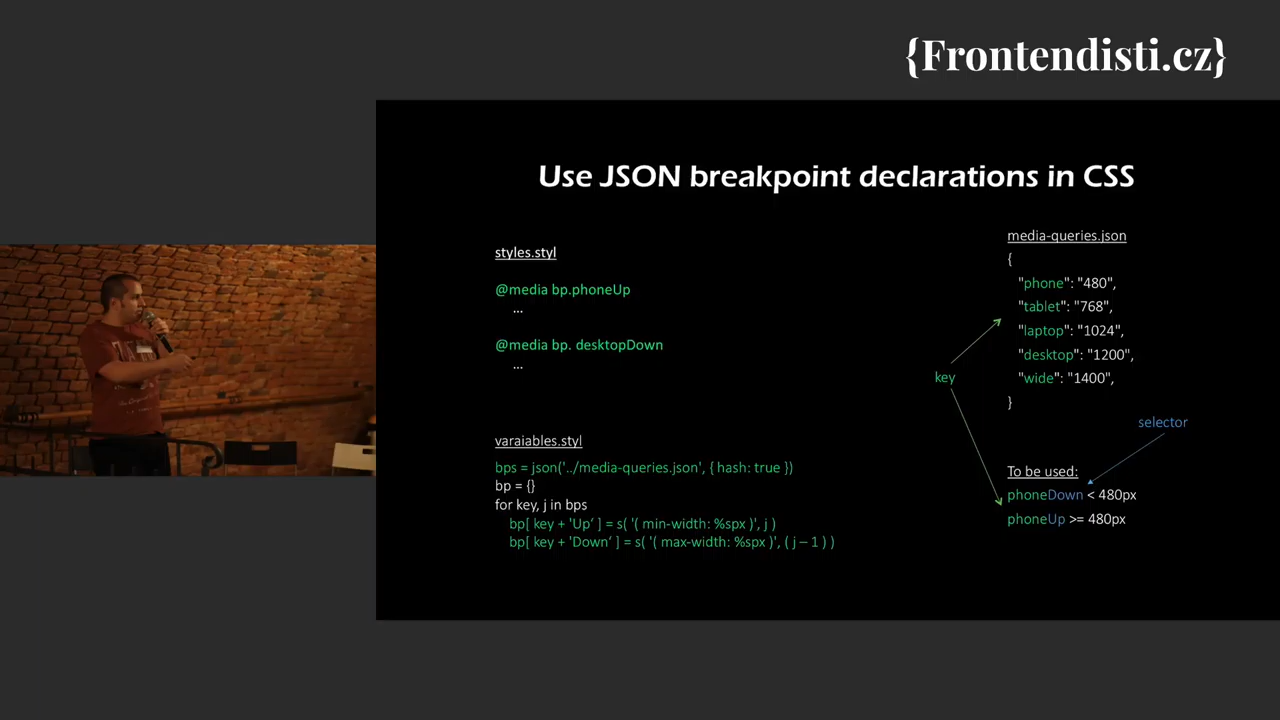 {Frontendisti.cz}
Use JSON breakpoint declarations in CSS
styles.styl
@media bp.phoneUp
...
@media bp. desktopDown
...
varaiables.styl
bps = json('../media-queries.json', { hash: true })
bp = {}
for key, j in bps
bp[ key + 'Up‘ ] = s( '( min-width: %spx )', j )
bp[ key + 'Down‘ ] = s( '( max-width: %spx )', ( j – 1 ) )
key
media-queries.json
{
"phone": "480",
"tablet": "768",
"laptop": "1024",
"desktop": "1200",
"wide": "1400",
}
selector
To be used:
phoneDown < 480px
phoneUp >= 480px